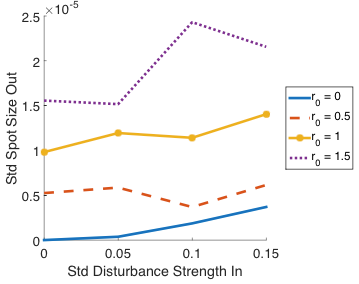 ×10⁻⁵
2.5
2
1.5
1
0.5
0
0 0.05 0.1 0.15
Std Spot Size Out
Std Disturbance Strength In
r₀ = 0
r₀ = 0.5
r₀ = 1
r₀ = 1.5